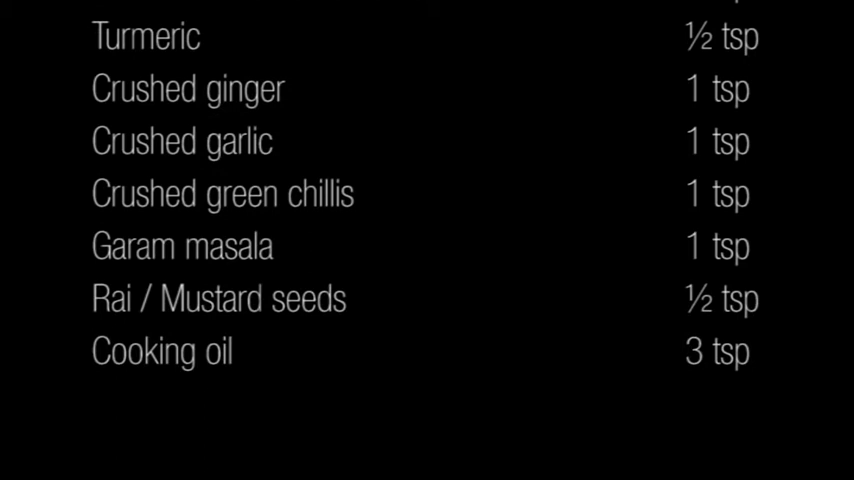 Turmeric ½ tsp
Crushed ginger 1 tsp
Crushed garlic 1 tsp
Crushed green chillis 1 tsp
Garam masala 1 tsp
Rai / Mustard seeds ½ tsp
Cooking oil 3 tsp